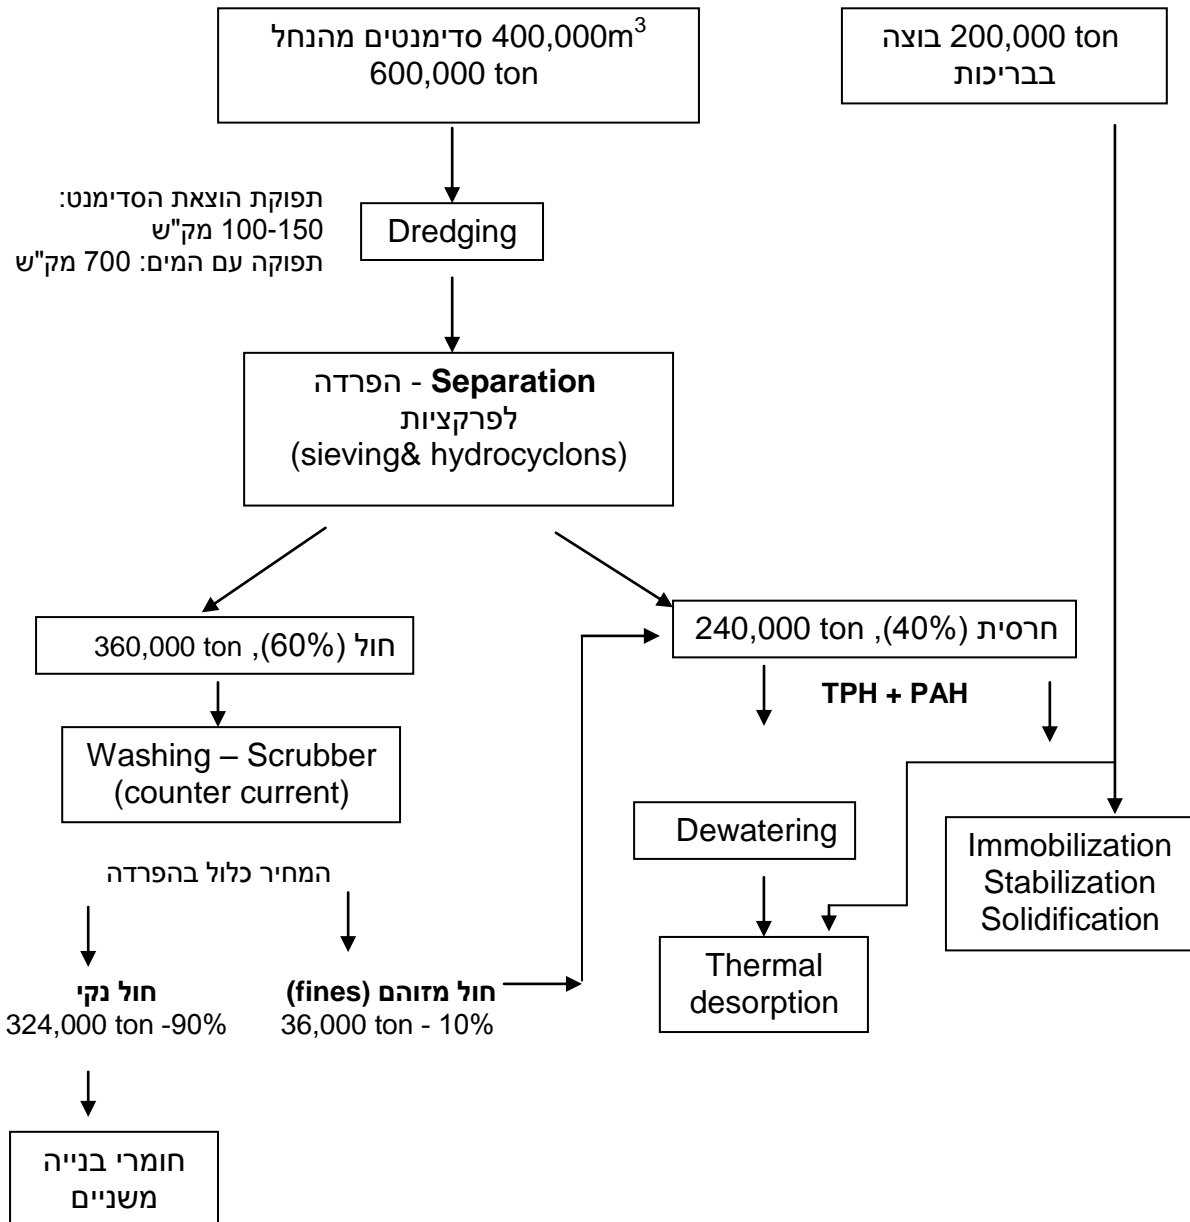 400,000m³ סדימנטים מהנחל
600,000 ton
200,000 ton בוצה
בבריכות
תפוקת הוצאת הסדימנט:
100-150 מק"ש
תפוקה עם המים: 700 מק"ש
Dredging
Separation - הפרדה
לפרקציות
(sieving& hydrocyclons)
חול (60%), 360,000 ton
חרסית (40%), 240,000 ton
TPH + PAH
Washing – Scrubber
(counter current)
Dewatering
Immobilization
Stabilization
Solidification
המחיר כלול בהפרדה
Thermal
desorption
חול נקי
324,000 ton -90%
חול מזוהם (fines)
36,000 ton - 10%
חומרי בנייה
משניים